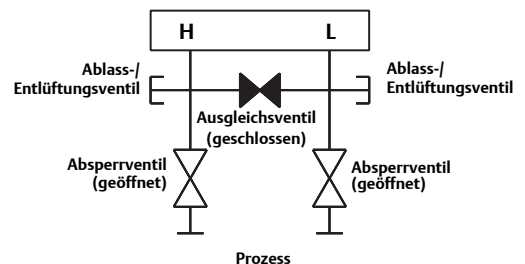 H L
Ablass-/
Entlüftungsventil
Ablass-/
Entlüftungsventil
Ausgleichsventil
(geschlossen)
Absperrventil
(geöffnet)
Absperrventil
(geöffnet)
Prozess